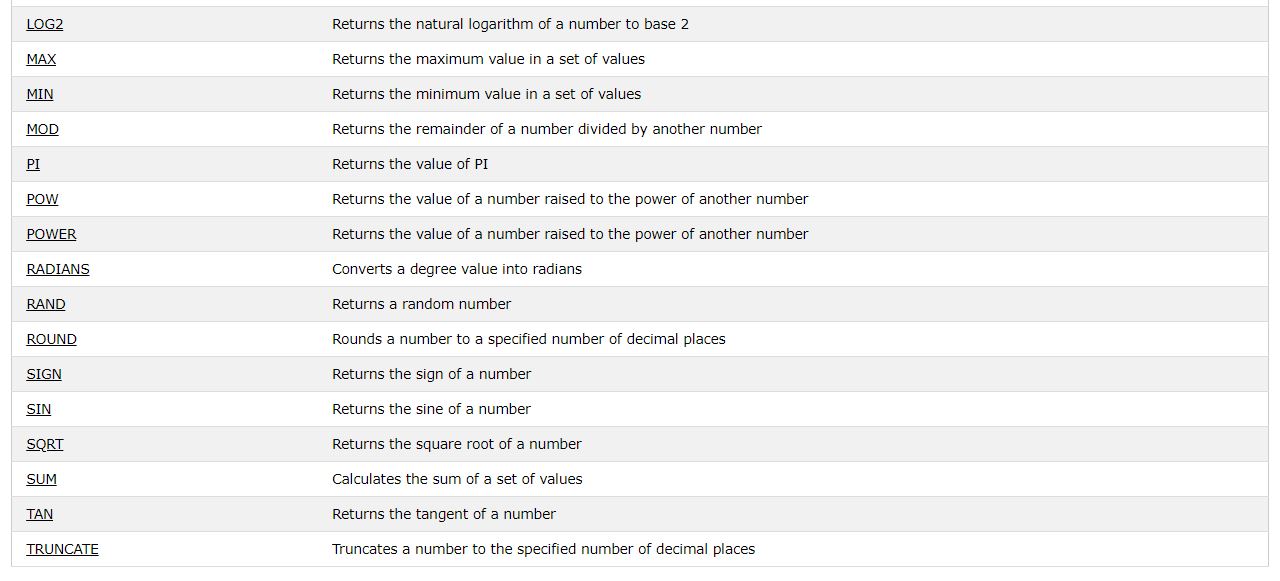 LOG2 Returns the natural logarithm of a number to base 2
MAX Returns the maximum value in a set of values
MIN Returns the minimum value in a set of values
MOD Returns the remainder of a number divided by another number
PI Returns the value of PI
POW Returns the value of a number raised to the power of another number
POWER Returns the value of a number raised to the power of another number
RADIANS Converts a degree value into radians
RAND Returns a random number
ROUND Rounds a number to a specified number of decimal places
SIGN Returns the sign of a number
SIN Returns the sine of a number
SQRT Returns the square root of a number
SUM Calculates the sum of a set of values
TAN Returns the tangent of a number
TRUNCATE Truncates a number to the specified number of decimal places